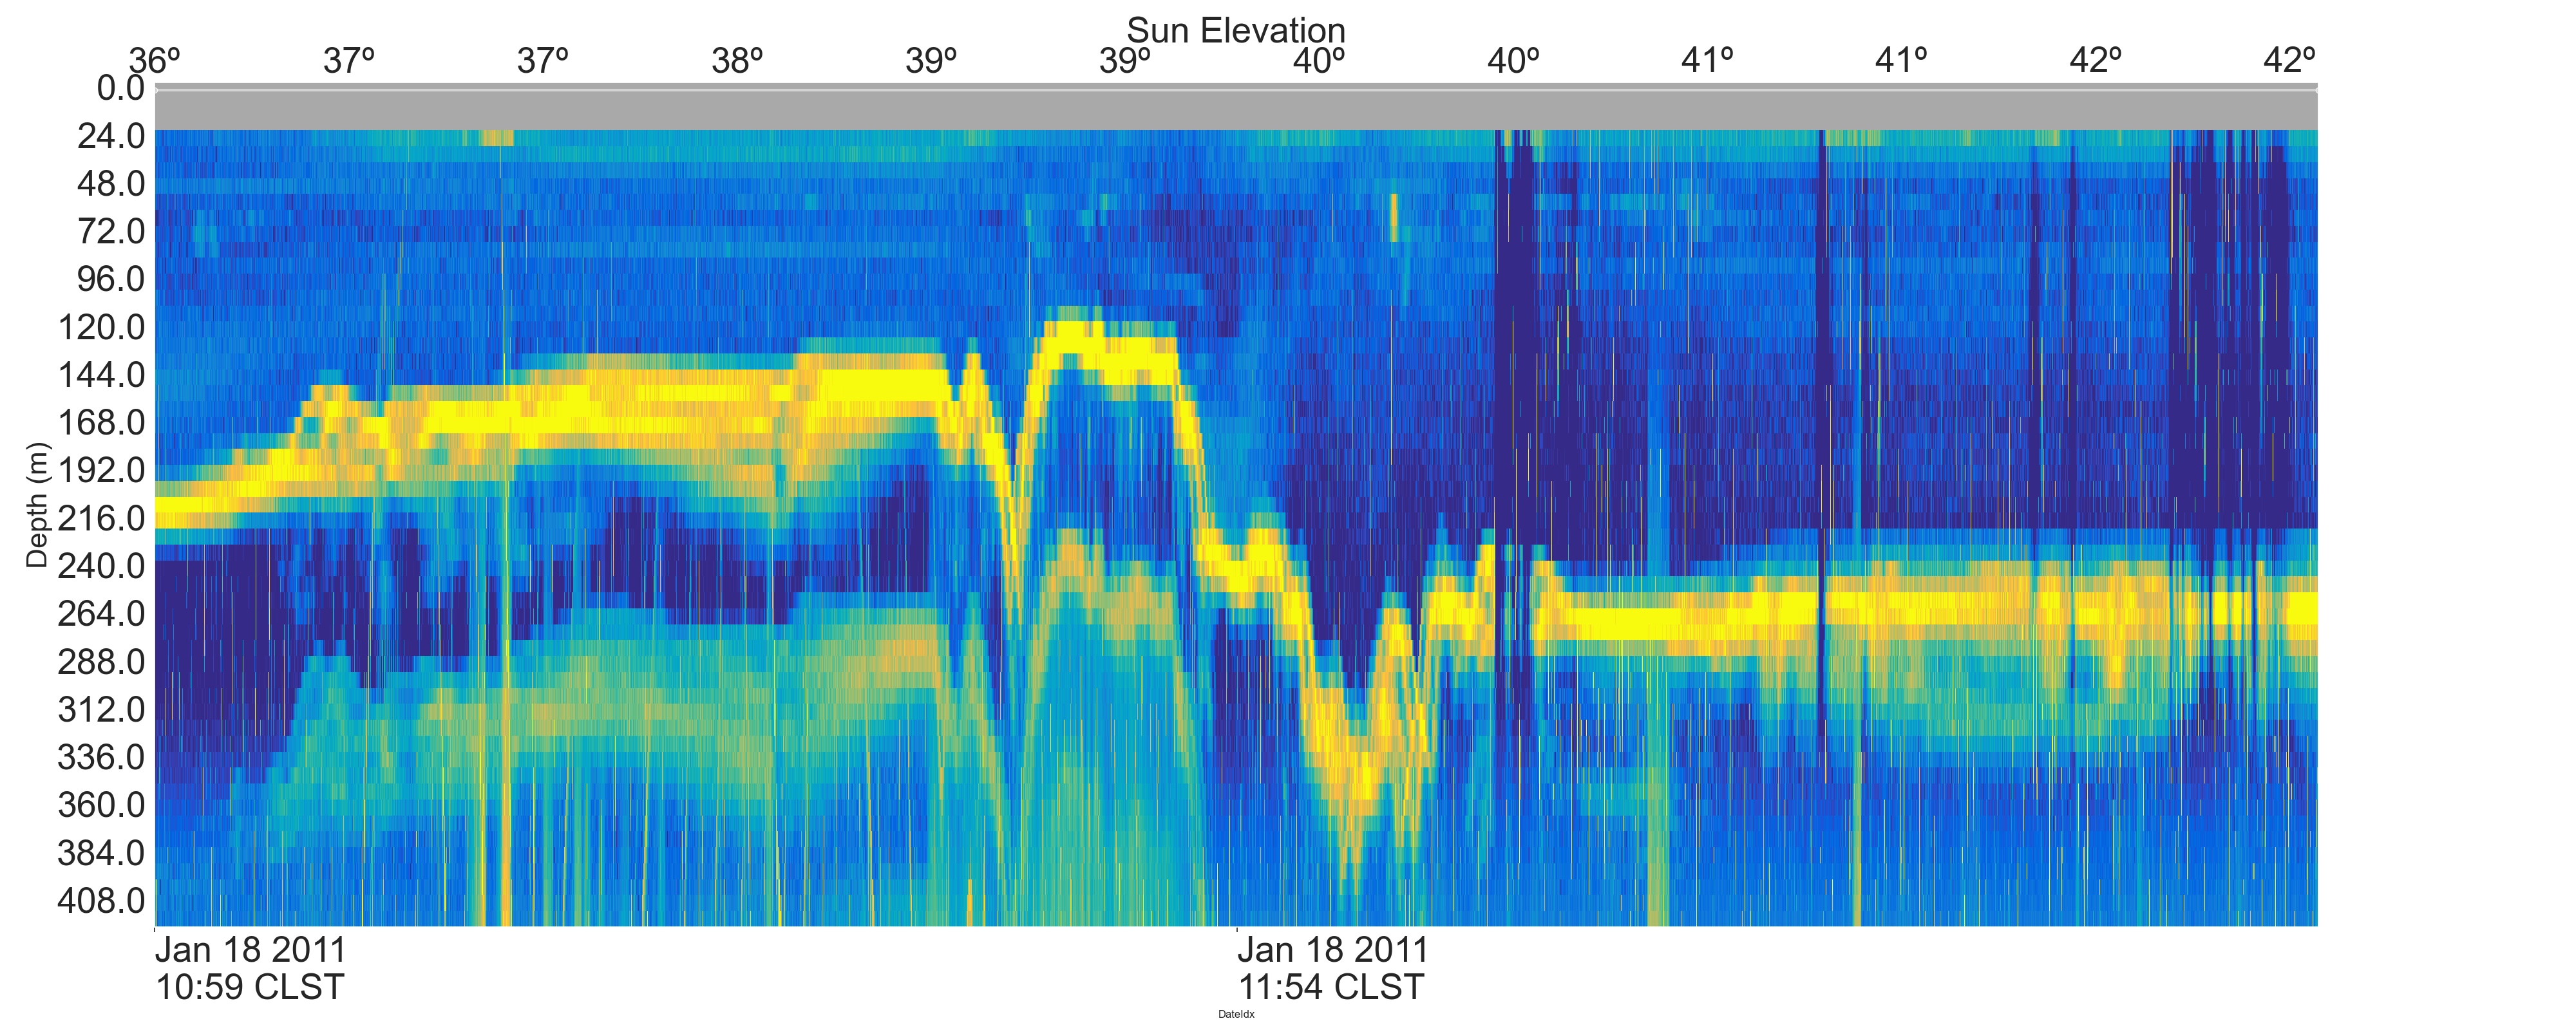 Sun Elevation
36º 37º 37º 38º 39º 39º 40º 40º 41º 41º 42º 42º
0.0
24.0
48.0
72.0
96.0
120.0
144.0
168.0
192.0
216.0
240.0
264.0
288.0
312.0
336.0
360.0
384.0
408.0
Depth (m)
Jan 18 2011
10:59 CLST
Jan 18 2011
11:54 CLST
DateIdx